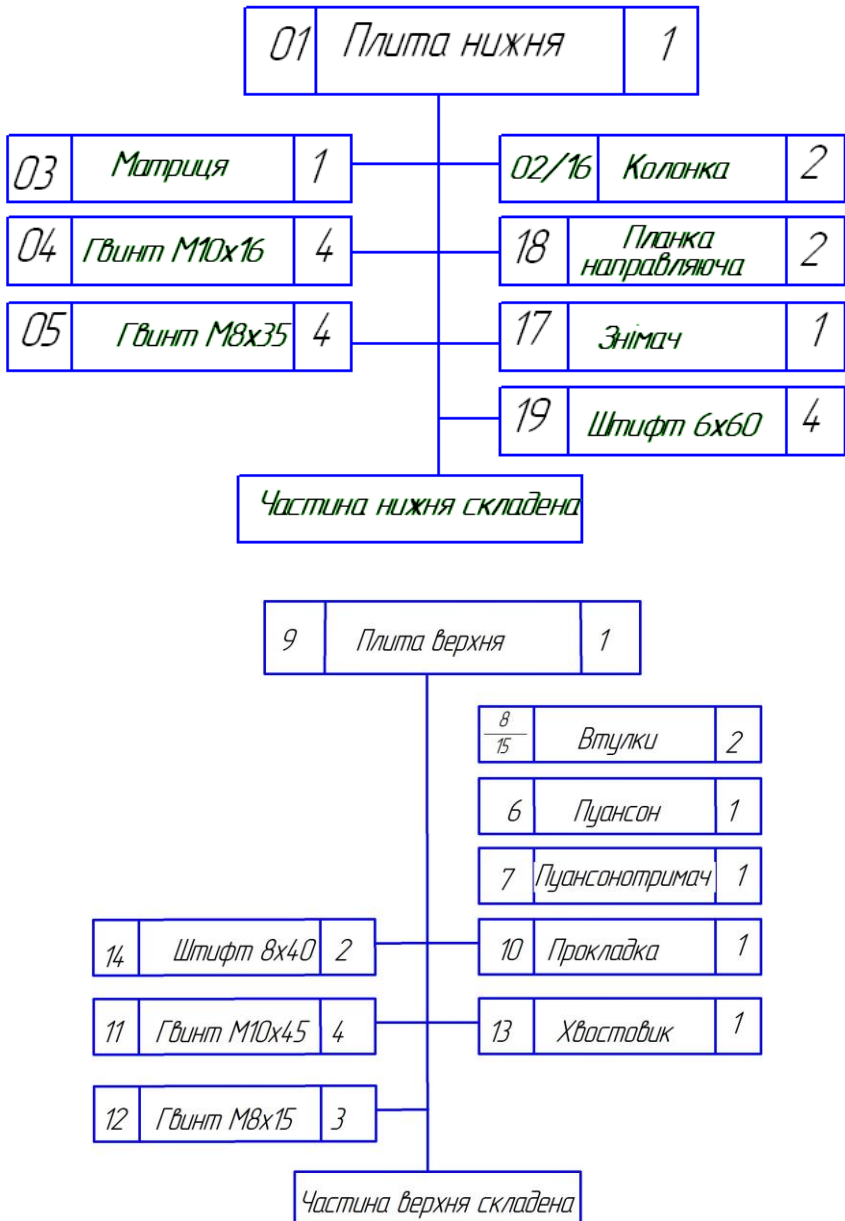 01 Плита нижня 1
03 Матриця 1
02/16 Колонка 2
04 Гвинт М10х16 4
18 Планка
направляюча 2
05 Гвинт М8х35 4
17 Знімач 1
19 Штифт 6х60 4
Частина нижня складена
9 Плита верхня 1
8
15 Втулки 2
6 Пуансон 1
7 Пуансонотримач 1
14 Штифт 8х40 2
10 Прокладка 1
11 Гвинт М10х45 4
13 Хвостовик 1
12 Гвинт М8х15 3
Частина верхня складена